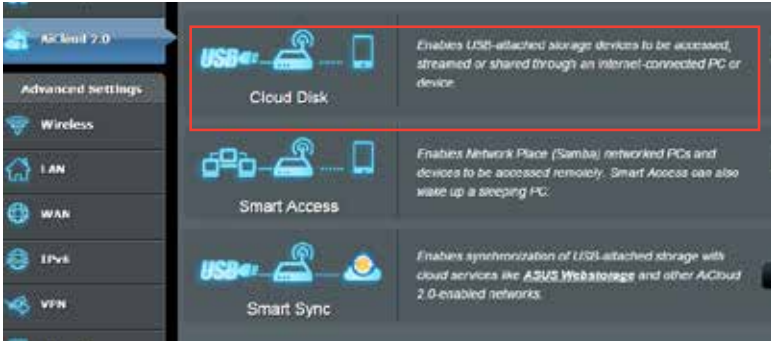 AiCloud 2.0
Advanced Settings
Wireless
LAN
WAN
IPv6
VPN
USB
Cloud Disk
Enables USB-attached storage devices to be accessed,
streamed or shared through an internet-connected PC or
device.
Smart Access
Enables Network Place (Samba) networked PCs and
devices to be accessed remotely. Smart Access can also
wake up a sleeping PC.
USB
Smart Sync
Enables synchronization of USB-attached storage with
cloud services like ASUS Webstorage and other AiCloud
2.0-enabled networks.